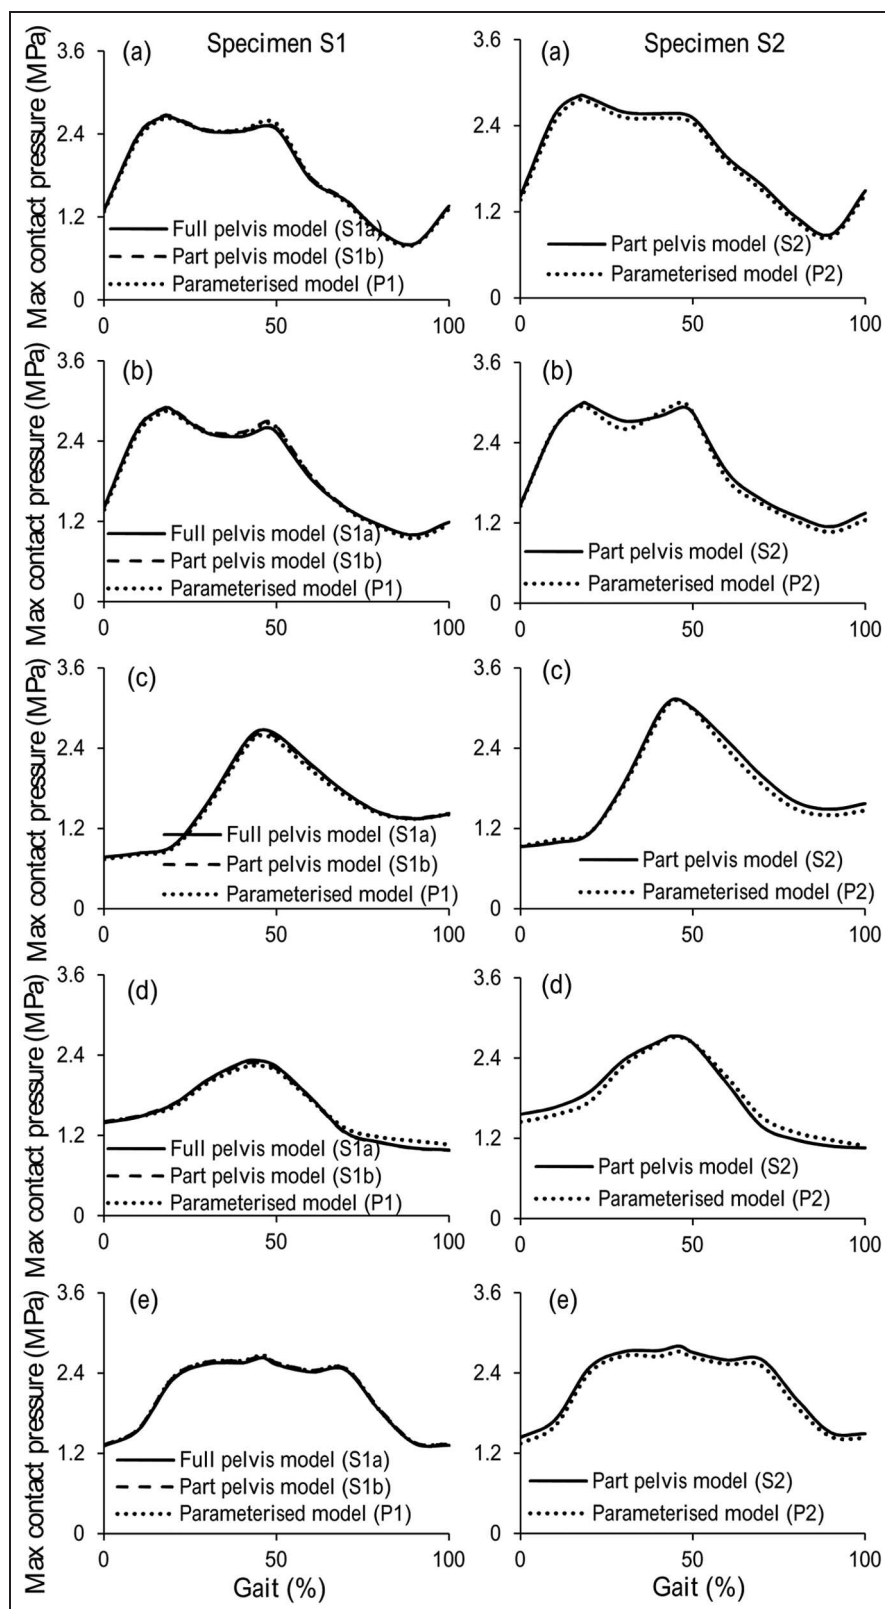 Specimen S1
Specimen S2
(a)
Max contact pressure (MPa)
3.6
2.4
1.2
0
Full pelvis model (S1a)
Part pelvis model (S1b)
Parameterised model (P1)
0 50 100
(a)
3.6
2.4
1.2
0
Part pelvis model (S2)
Parameterised model (P2)
0 50 100
(b)
Max contact pressure (MPa)
3.6
2.4
1.2
0
Full pelvis model (S1a)
Part pelvis model (S1b)
Parameterised model (P1)
0 50 100
(b)
3.6
2.4
1.2
0
Part pelvis model (S2)
Parameterised model (P2)
0 50 100
(c)
Max contact pressure (MPa)
3.6
2.4
1.2
0
Full pelvis model (S1a)
Part pelvis model (S1b)
Parameterised model (P1)
0 50 100
(c)
3.6
2.4
1.2
0
Part pelvis model (S2)
Parameterised model (P2)
0 50 100
(d)
Max contact pressure (MPa)
3.6
2.4
1.2
0
Full pelvis model (S1a)
Part pelvis model (S1b)
Parameterised model (P1)
0 50 100
(d)
3.6
2.4
1.2
0
Part pelvis model (S2)
Parameterised model (P2)
0 50 100
(e)
Max contact pressure (MPa)
3.6
2.4
1.2
0
Full pelvis model (S1a)
Part pelvis model (S1b)
Parameterised model (P1)
0 50 100
Gait (%)
(e)
3.6
2.4
1.2
0
Part pelvis model (S2)
Parameterised model (P2)
0 50 100
Gait (%)